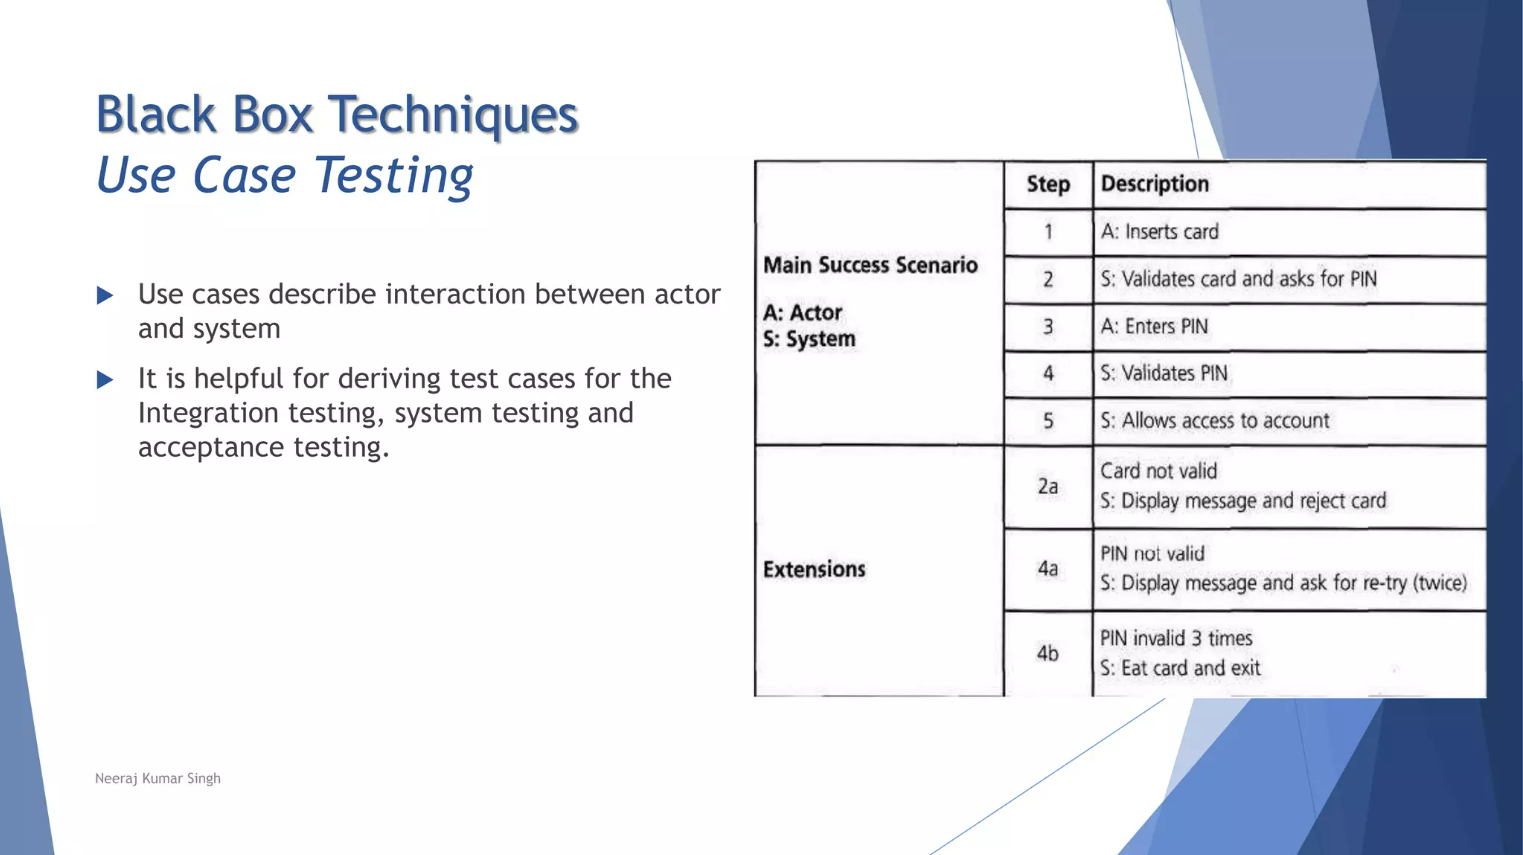 Black Box Techniques
Use Case Testing
Use cases describe interaction between actor
and system
It is helpful for deriving test cases for the
Integration testing, system testing and
acceptance testing.
Step Description
Main Success Scenario
A: Actor
S: System
1 A: Inserts card
2 S: Validates card and asks for PIN
3 A: Enters PIN
4 S: Validates PIN
5 S: Allows access to account
Extensions
2a Card not valid
S: Display message and reject card
4a PIN not valid
S: Display message and ask for re-try (twice)
4b PIN invalid 3 times
S: Eat card and exit
Neeraj Kumar Singh